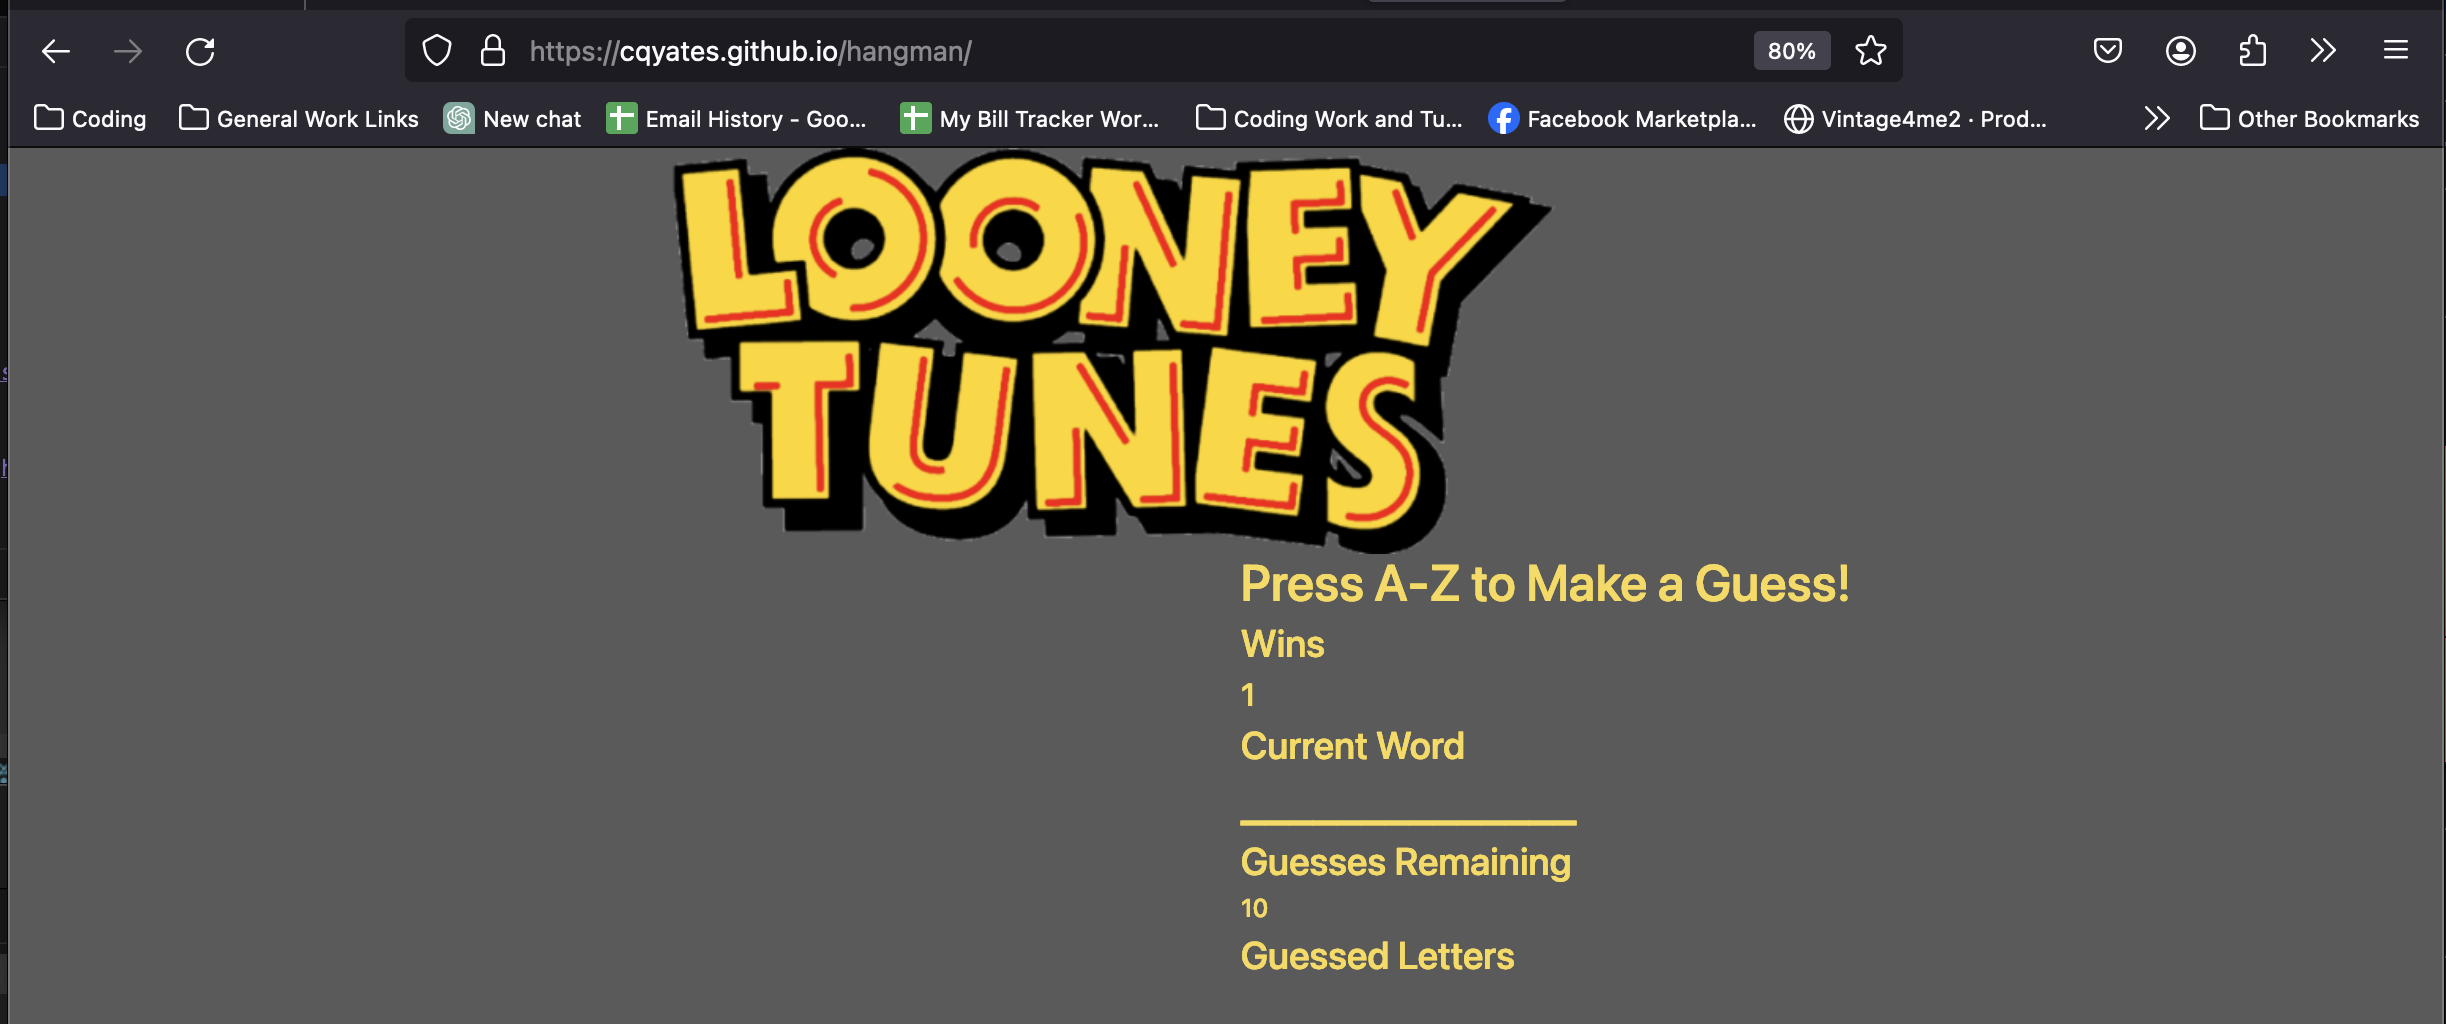 https://cqyates.github.io/hangman/ 80%
Coding General Work Links New chat Email History - Goo... My Bill Tracker Wor... Coding Work and Tu... Facebook Marketpla... Vintage4me2 · Prod... Other Bookmarks
LOONEY
TUNES
Press A-Z to Make a Guess!
Wins
1
Current Word
Guesses Remaining
10
Guessed Letters